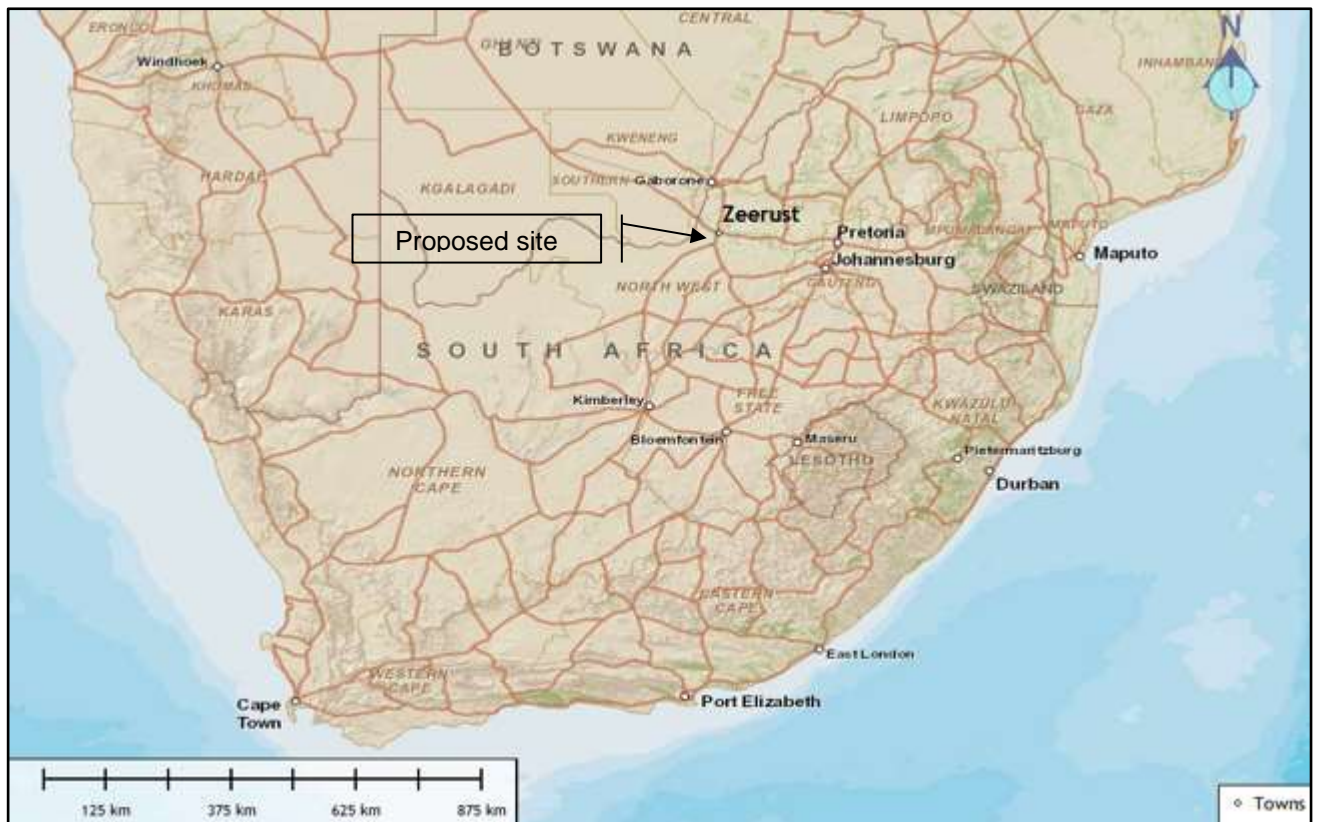 ERONGO
CENTRAL
N
GHANZI
BOTSWANA
Windhoek
INHAMBANE
KHOMAS
GAZA
LIMPOPO
KWENENG
HARDAP
KGALAGADI
SOUTHERN
Gaborone
Zeerust
Proposed site
Pretoria
MPUMALANGA
MAPUTO
Maputo
Johannesburg
GAUTENG
NORTH WEST
SWAZILAND
KARAS
SOUTH AFRICA
Kimberley
FREE
STATE
KWAZULU
NATAL
Bloemfontein
Maseru
LESOTHO
Pietermaritzburg
NORTHERN
CAPE
Durban
EASTERN
CAPE
East London
WESTERN
CAPE
Port Elizabeth
Cape
Town
125 km 375 km 625 km 875 km
Towns